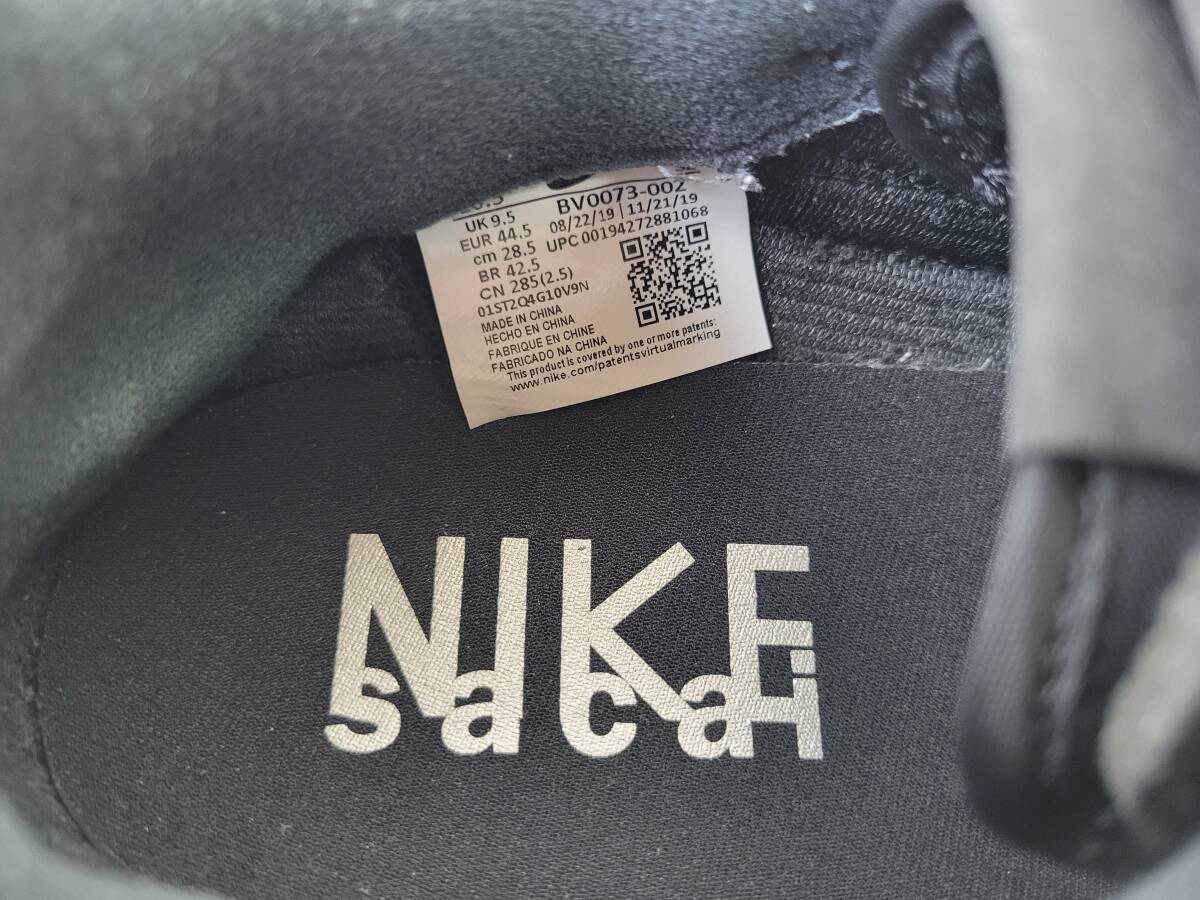 BV0073-002
UK 9.5
08/22/19 | 11/21/19
EUR 44.5
UPC 00194272881068
cm 28.5
BR 42.5
CN 285(2.5)
01ST2Q4G10V9N
MADE IN CHINA
HECHO EN CHINA
FABRIQUE EN CHINE
FABRICADO NA CHINA
This product is covered by one or more patents:
www.nike.com/patentsvirtualmarking
NIKE
sacai